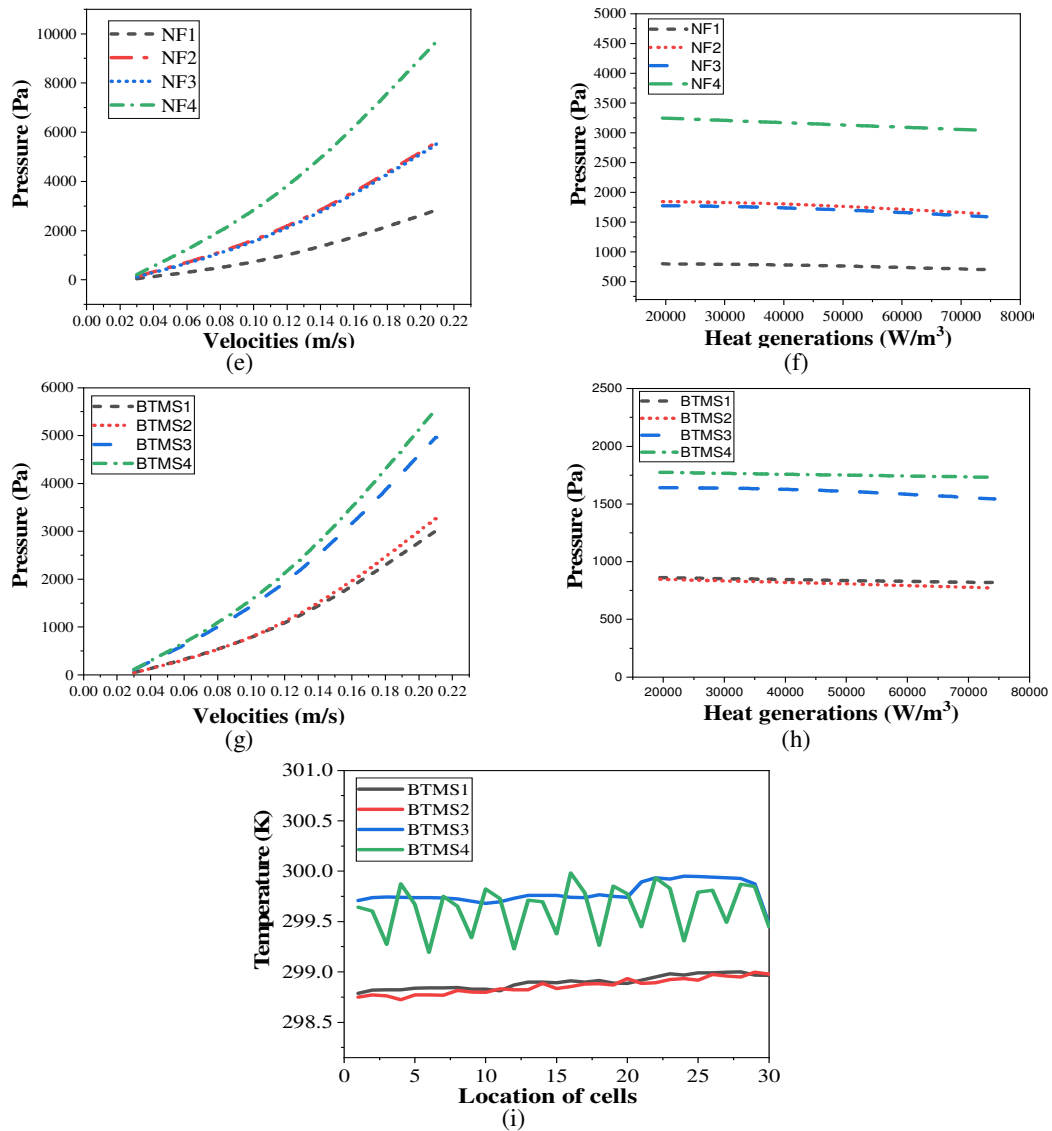 10000
8000
6000
4000
2000
0
Pressure (Pa)
NF1
NF2
NF3
NF4
0.00 0.02 0.04 0.06 0.08 0.10 0.12 0.14 0.16 0.18 0.20 0.22
Velocities (m/s)
(e)
5000
4500
4000
3500
3000
2500
2000
1500
1000
500
Pressure (Pa)
NF1
NF2
NF3
NF4
20000 30000 40000 50000 60000 70000 80000
Heat generations (W/m³)
(f)
6000
5000
4000
3000
2000
1000
0
Pressure (Pa)
BTMS1
BTMS2
BTMS3
BTMS4
0.00 0.02 0.04 0.06 0.08 0.10 0.12 0.14 0.16 0.18 0.20 0.22
Velocities (m/s)
(g)
2500
2000
1500
1000
500
0
Pressure (Pa)
BTMS1
BTMS2
BTMS3
BTMS4
20000 30000 40000 50000 60000 70000 80000
Heat generations (W/m³)
(h)
301.0
300.5
300.0
299.5
299.0
298.5
Temperature (K)
BTMS1
BTMS2
BTMS3
BTMS4
0 5 10 15 20 25 30
Location of cells
(i)